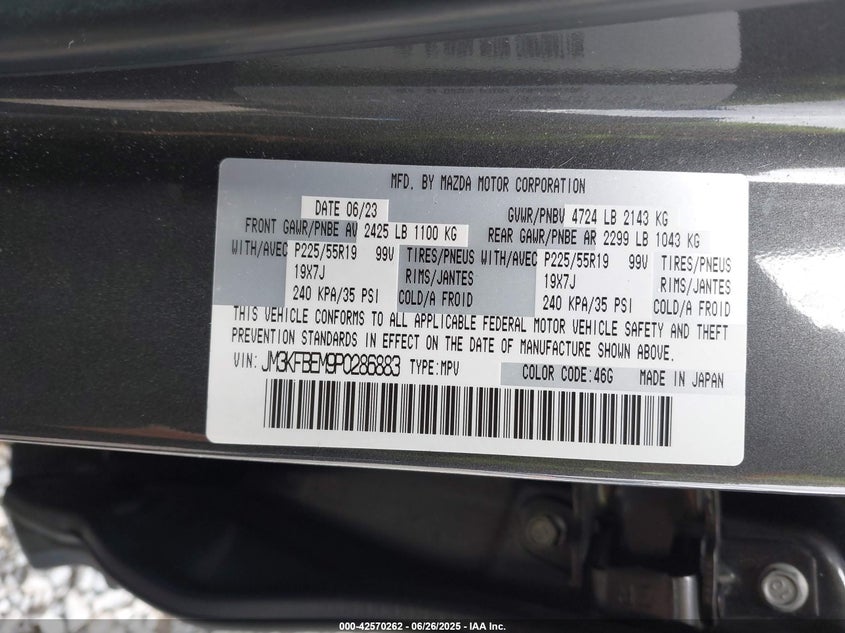 MFD. BY MAZDA MOTOR CORPORATION
DATE 06/23 GVWR/PNBV 4724 LB 2143 KG
FRONT GAWR/PNBE AV 2425 LB 1100 KG REAR GAWR/PNBE AR 2299 LB 1043 KG
WITH/AVEC P225/55R19 99V TIRES/PNEUS WITH/AVEC P225/55R19 99V TIRES/PNEUS
19X7J RIMS/JANTES 19X7J RIMS/JANTES
240 KPA/35 PSI COLD/A FROID 240 KPA/35 PSI COLD/A FROID
THIS VEHICLE CONFORMS TO ALL APPLICABLE FEDERAL MOTOR VEHICLE SAFETY AND THEFT
PREVENTION STANDARDS IN EFFECT ON THE DATE OF MANUFACTURE SHOWN ABOVE.
VIN: JM3KFBEM9P0286883 TYPE:MPV COLOR CODE:46G MADE IN JAPAN
000-42570262 - 06/26/2025 - IAA Inc.